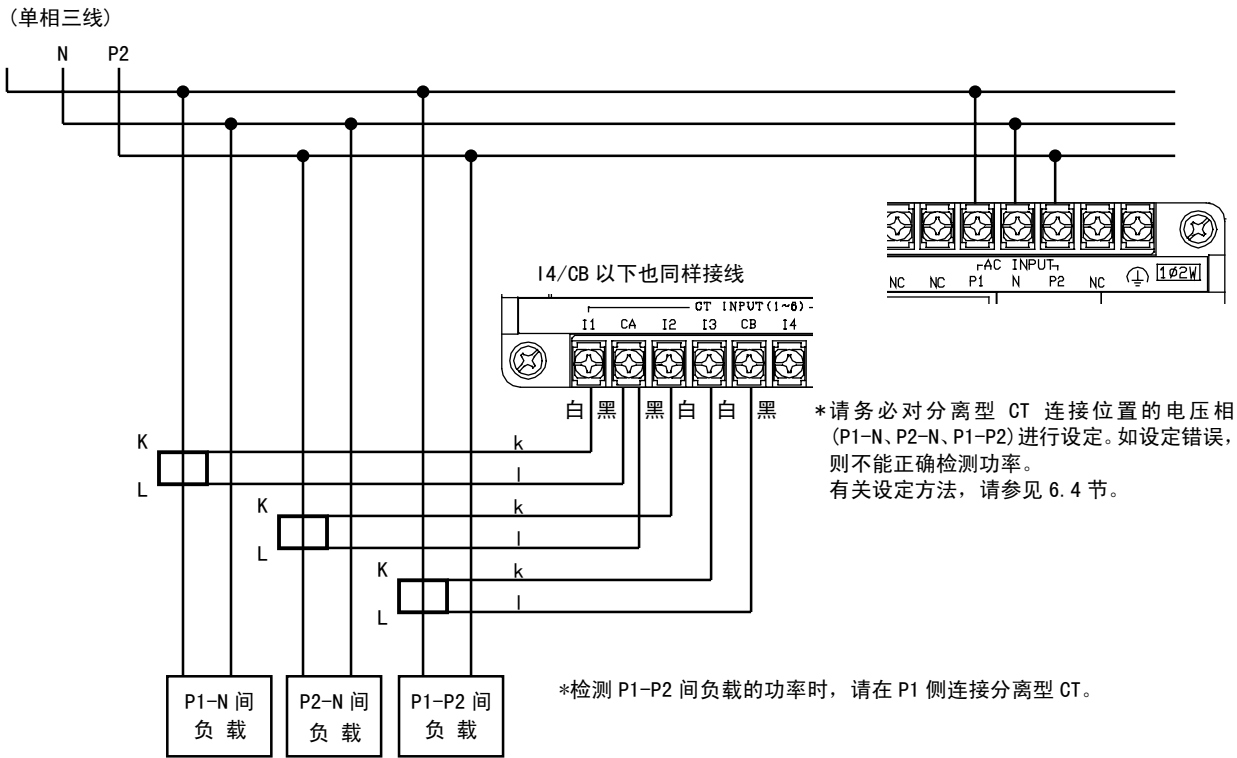 (单相三线)
N P2
AC INPUT
NC NC P1 N P2 NC 1φ2W
I4/CB 以下也同样接线
CT INPUT(1~6)
I1 CA I2 I3 CB I4
白 黑 黑 白 白 黑
*请务必对分离型 CT 连接位置的电压相
(P1-N、P2-N、P1-P2)进行设定。如设定错误,
则不能正确检测功率。
有关设定方法，请参见 6.4 节。
K k
L l
K k
L l
K k
L l
P1-N 间
负 载
P2-N 间
负 载
P1-P2 间
负 载
*检测 P1-P2 间负载的功率时，请在 P1 侧连接分离型 CT。